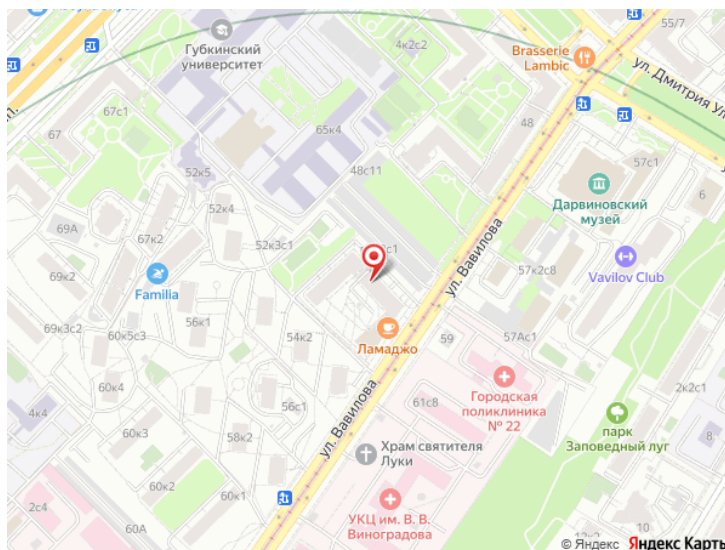 55/7
4к2с2
Губкинский
университет
Brasserie
Lambic
ул. Дмитрия Ул
67с1
67
65к4
48
52к5
48с11
57с1
6
52к4
Дарвиновский
музей
69А
67к2
52к3с1
ул. Вавилова
57к2с8
69к2
Familia
Vavilov Club
56к1
69к3с2
60к5с3
54к2
Ламаджо
59
57Ас1
60к4
2к2с1
4к4
56с1
61с8
Городская
поликлиника
№ 22
60к3
58к2
ул. Вавилова
парк
Заповедный луг
8
Храм святителя
Луки
60к2
60к1
2с4
УКЦ им. В. В.
Виноградова
60А
10
© Яндекс Яндекс Карты